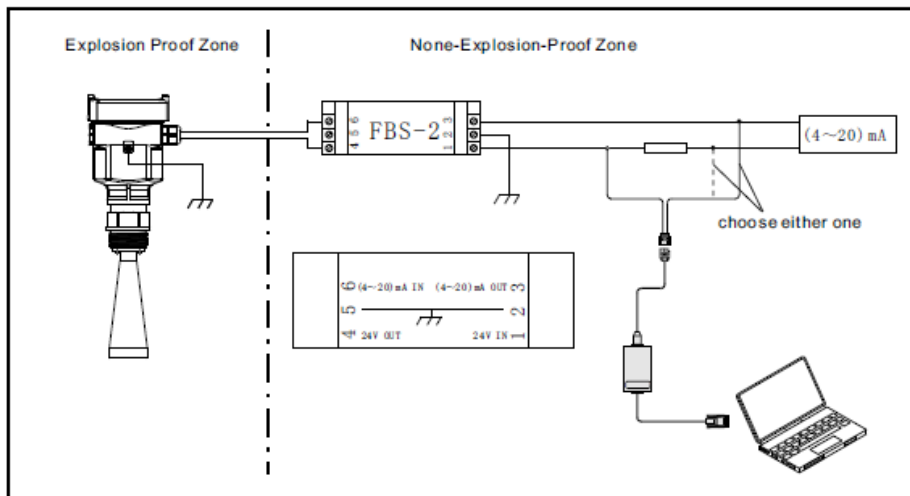 Explosion Proof Zone
None-Explosion-Proof Zone
6 5 4
FBS-2
3 2 1
(4~20)mA
choose either one
6 (4~20)mA IN (4~20)mA OUT 3
5 2
4 24V OUT 24V IN 1